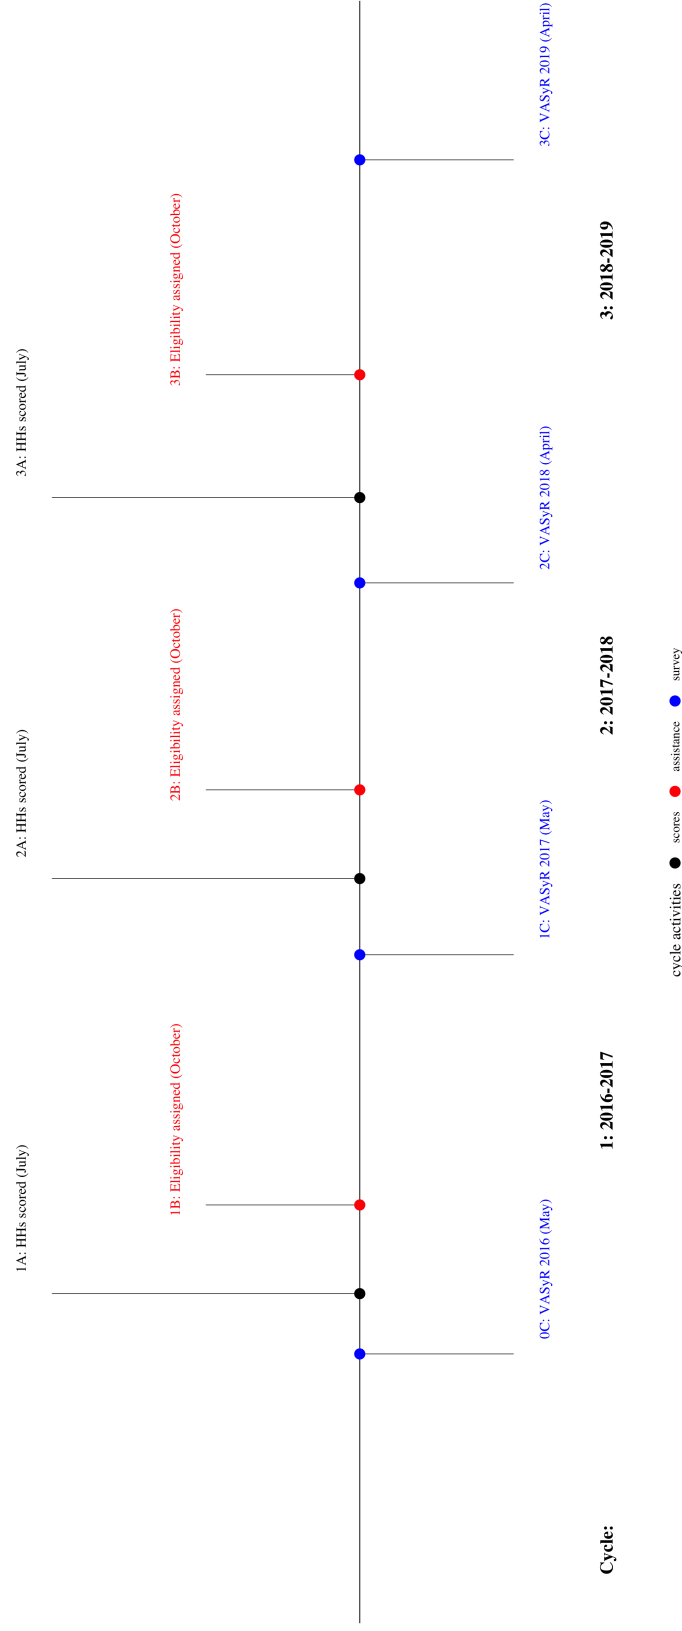 1A: HHs scored (July)
2A: HHs scored (July)
3A: HHs scored (July)
1B: Eligibility assigned (October)
2B: Eligibility assigned (October)
3B: Eligibility assigned (October)
0C: VASyR 2016 (May)
1C: VASyR 2017 (May)
2C: VASyR 2018 (April)
3C: VASyR 2019 (April)
Cycle: 1: 2016-2017 2: 2017-2018 3: 2018-2019
cycle activities scores assistance survey